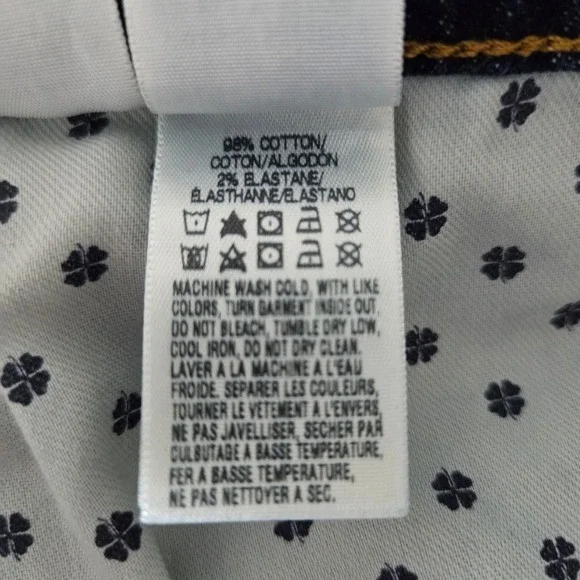 98% COTTON/
COTON/ALGODON
2% ELASTANE/
ÉLASTHANNE/ELASTANO
MACHINE WASH COLD, WITH LIKE
COLORS, TURN GARMENT INSIDE OUT,
DO NOT BLEACH, TUMBLE DRY LOW,
COOL IRON, DO NOT DRY CLEAN.
LAVER A LA MACHINE A L'EAU
FROIDE. SEPARER LES COULEURS,
TOURNER LE VETEMENT A L'ENVERS,
NE PAS JAVELLISER, SECHER PAR
CULBUTAGE A BASSE TEMPERATURE,
FER A BASSE TEMPERATURE,
NE PAS NETTOYER A SEC.